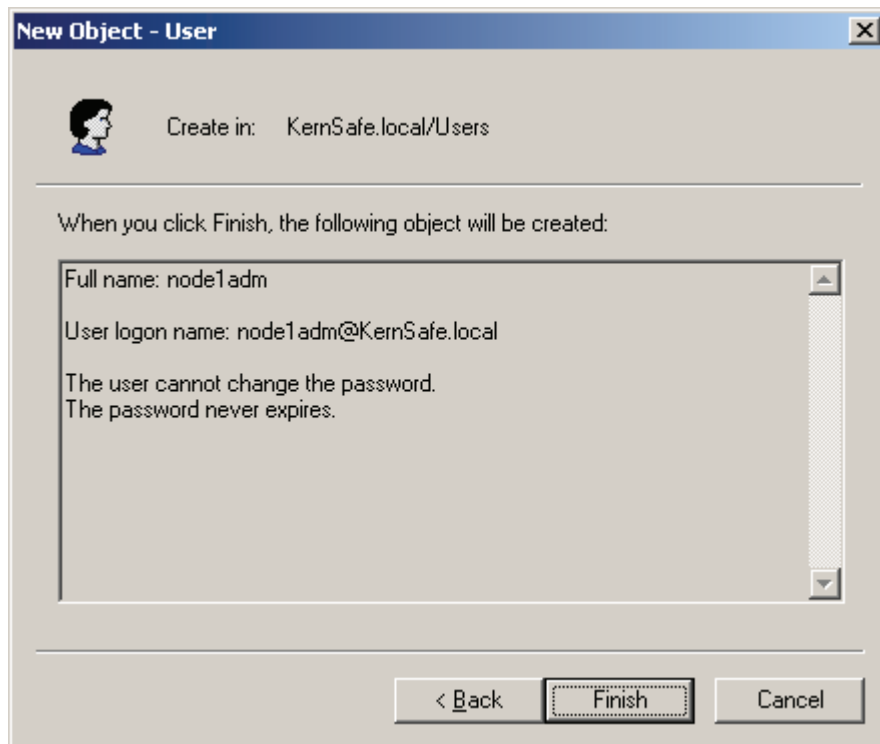 New Object - User
Create in: KernSafe.local/Users
When you click Finish, the following object will be created:
Full name: node1adm
User logon name: node1adm@KernSafe.local
The user cannot change the password.
The password never expires.
< Back Finish Cancel